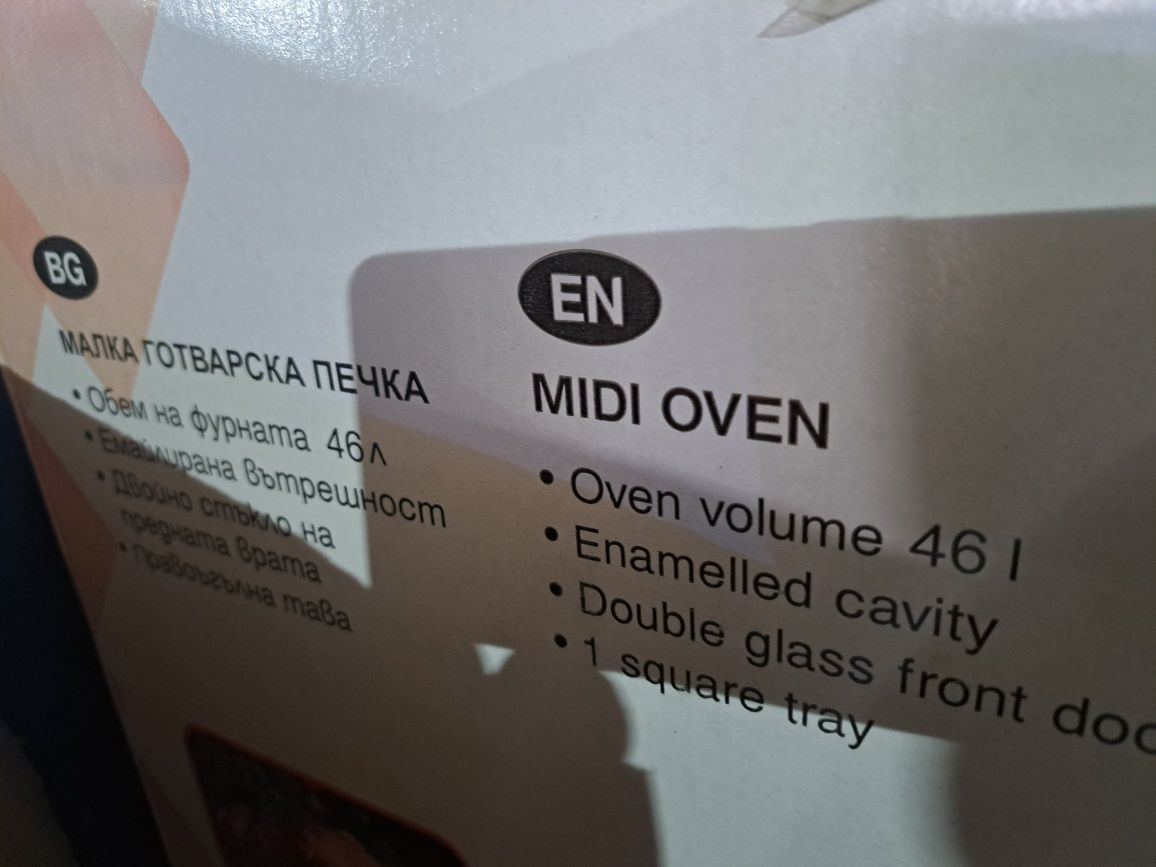 BG
МАЛКА ГОТВАРСКА ПЕЧКА
• Обем на фурната 46л
• Емайлирана вътрешност
• Двойно стъкло на
предната врата
• Правоъгълна тава
EN
MIDI OVEN
• Oven volume 46 l
• Enamelled cavity
• Double glass front doo
• 1 square tray